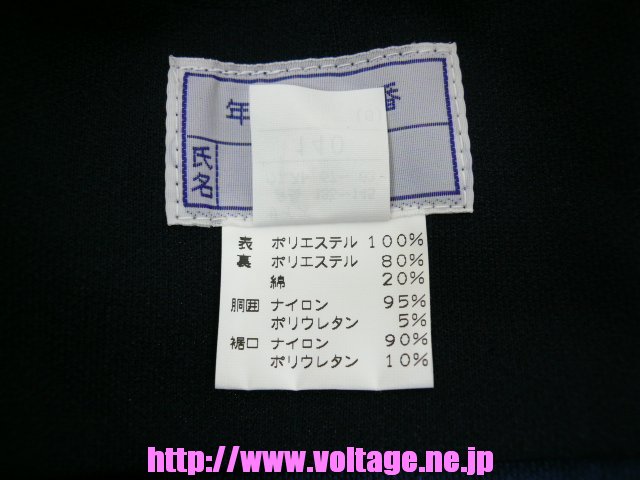 年 番
氏名
140
表 ポリエステル 100%
裏 ポリエステル 80%
綿 20%
胴囲 ナイロン 95%
ポリウレタン 5%
裾口 ナイロン 90%
ポリウレタン 10%
http://www.voltage.ne.jp